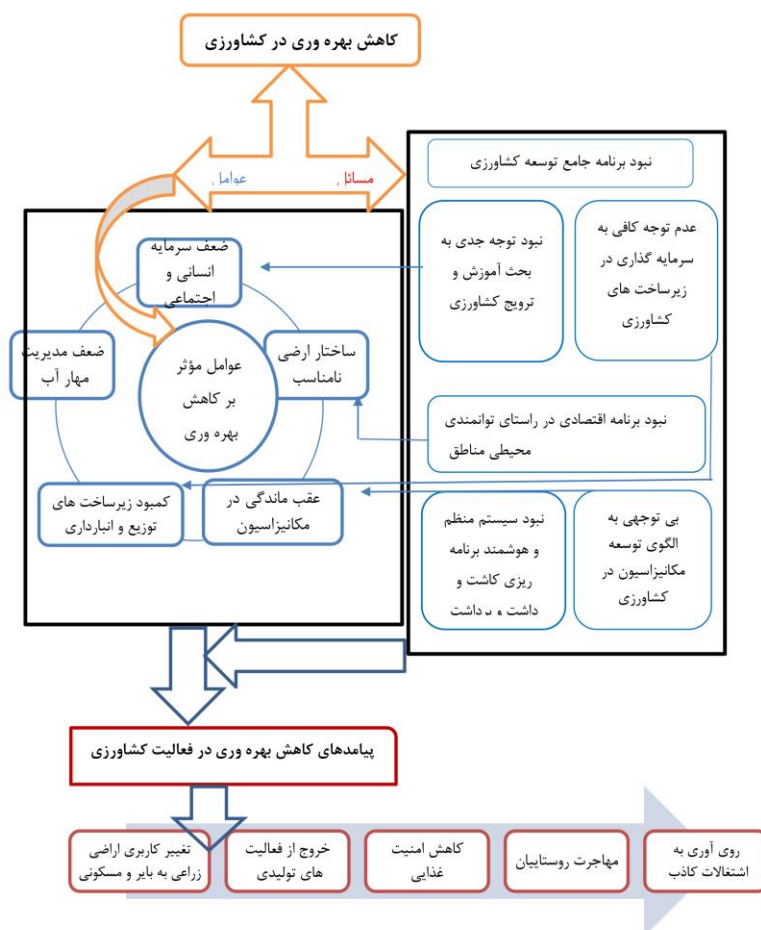 کاهش بهره وری در کشاورزی
مسائل ,
عوامل ,
نبود برنامه جامع توسعه کشاورزی
عدم توجه کافی به
سرمایه گذاری در
زیرساخت های
کشاورزی
نبود توجه جدی به
بحث آموزش و
ترویج کشاورزی
نبود برنامه اقتصادی در راستای توانمندی
محیطی مناطق
بی توجهی به
الگوی توسعه
مکانیزاسیون در
کشاورزی
نبود سیستم منظم
و هوشمند برنامه
ریزی کاشت و
داشت و برداشت
ضعف سرمایه
انسانی و
اجتماعی
ساختار ارضی
نامناسب
ضعف مدیریت
مهار آب
عوامل مؤثر
بر کاهش
بهره وری
عقب ماندگی در
مکانیزاسیون
کمبود زیرساخت های
توزیع و انبارداری
پیامدهای کاهش بهره وری در فعالیت کشاورزی
روی آوری به
اشتغالات کاذب
مهاجرت روستاییان
کاهش امنیت
غذایی
خروج از فعالیت
های تولیدی
تغییر کاربری اراضی
زراعی به بایر و مسکونی